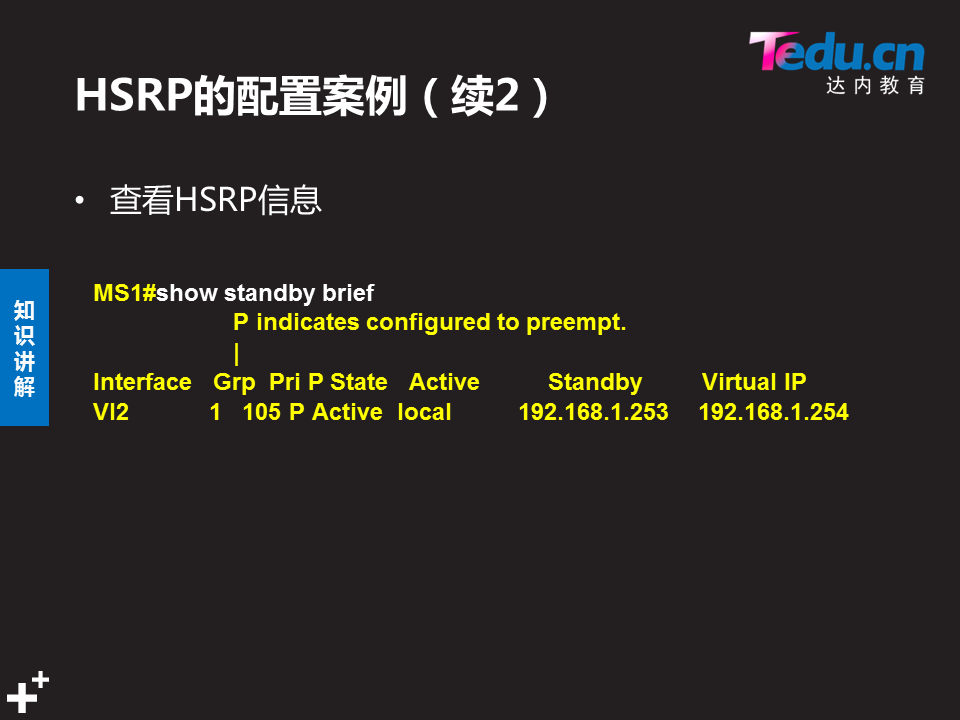 Tedu.cn
达内教育
HSRP的配置案例（续2）
• 查看HSRP信息
知识讲解
MS1#show standby brief
P indicates configured to preempt.
|
Interface Grp Pri P State Active Standby Virtual IP
Vl2 1 105 P Active local 192.168.1.253 192.168.1.254